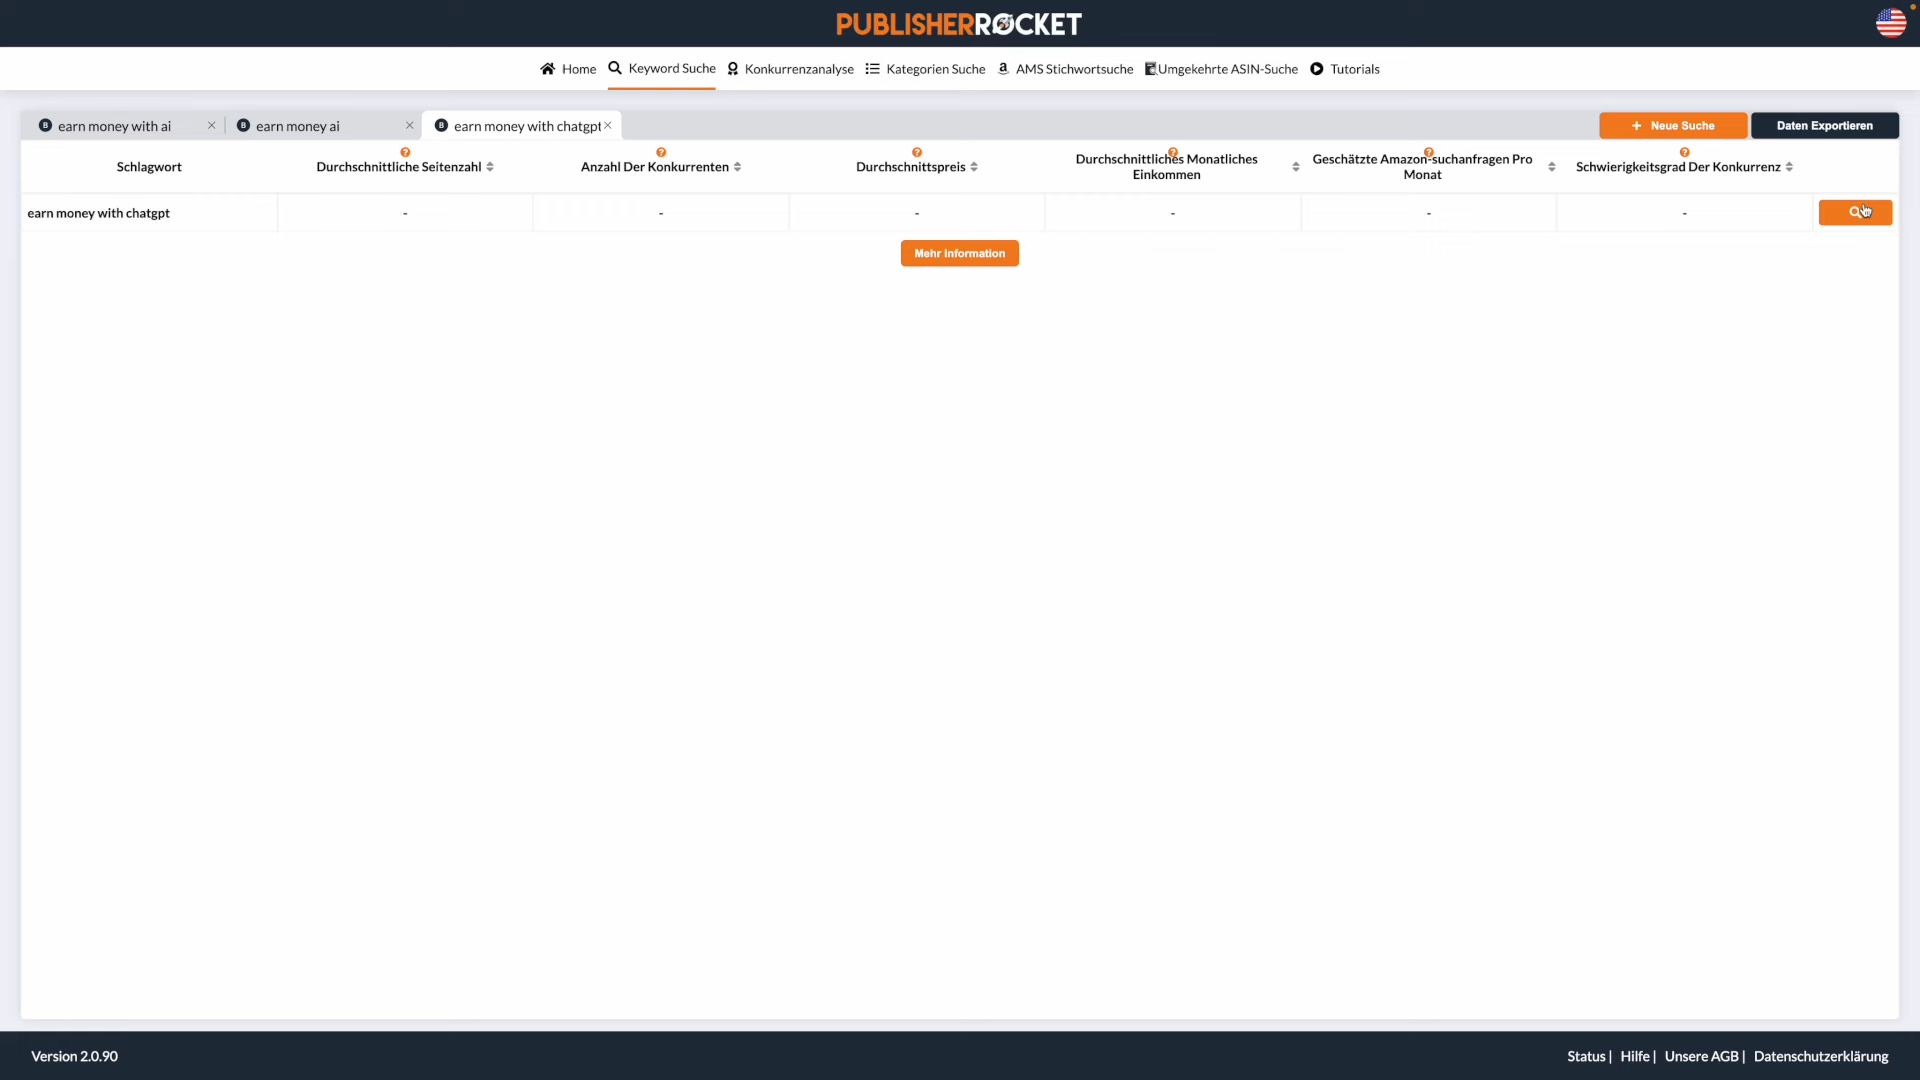 PUBLISHERROCKET
Home Keyword Suche Konkurrenzanalyse Kategorien Suche AMS Stichwortsuche Umgekehrte ASIN-Suche Tutorials
earn money with ai earn money ai earn money with chatgpt + Neue Suche Daten Exportieren
Schlagwort
Durchschnittliche Seitenzahl
Anzahl Der Konkurrenten
Durchschnittspreis
Durchschnittliches Monatliches
Einkommen
Geschätzte Amazon-suchanfragen Pro
Monat
Schwierigkeitsgrad Der Konkurrenz
earn money with chatgpt - - - - - -
Mehr Information
Version 2.0.90 Status | Hilfe | Unsere AGB | Datenschutzerklärung